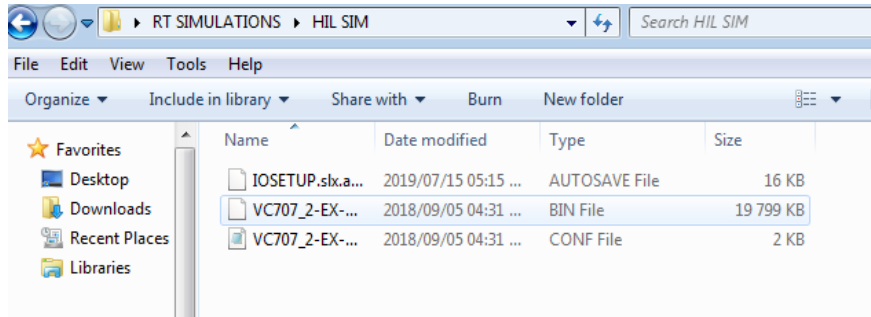 RT SIMULATIONS HIL SIM Search HIL SIM
File Edit View Tools Help
Organize Include in library Share with Burn New folder
Name Date modified Type Size
Favorites
Desktop
Downloads
Recent Places
Libraries
IOSETUP.slx.a... 2019/07/15 05:15 ... AUTOSAVE File 16 KB
VC707_2-EX-... 2018/09/05 04:31 ... BIN File 19 799 KB
VC707_2-EX-... 2018/09/05 04:31 ... CONF File 2 KB